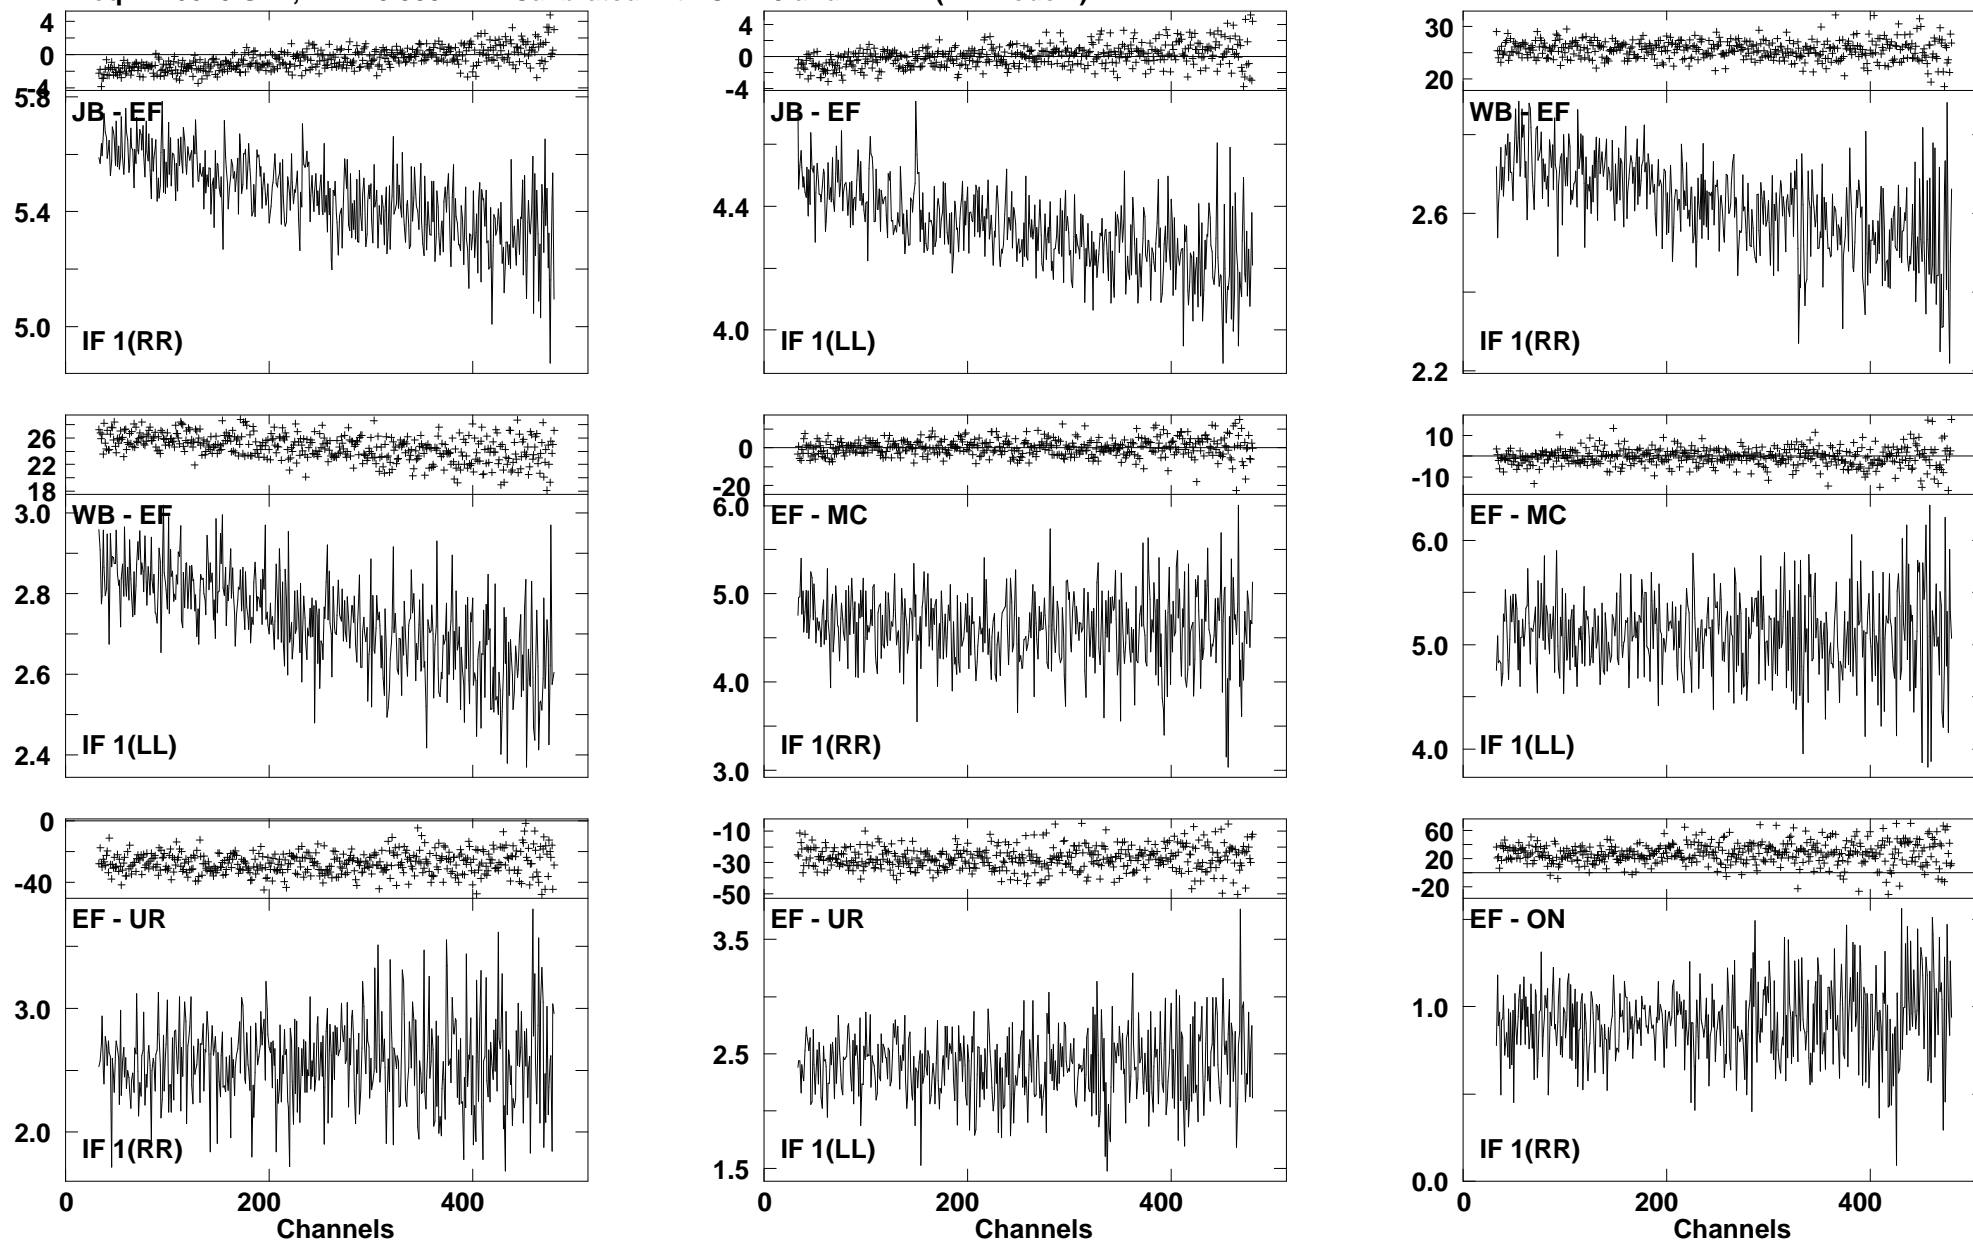 4 4 30
0 0 20
-4 -4
5.8
JB - EF JB - EF WB - EF
5.4 4.4 2.6
5.0 4.0
IF 1(RR) IF 1(LL) IF 1(RR)
2.2
26 0 10
22 -10
18 -20
3.0 6.0
WB - EF EF - MC EF - MC
6.0
2.8 5.0
2.6 4.0 5.0
2.4 3.0 4.0
IF 1(LL) IF 1(RR) IF 1(LL)
0 -10 60
-30 20
-40 -50 -20
EF - UR EF - UR EF - ON
3.5
3.0 2.5 1.0
2.0
IF 1(RR) IF 1(LL) IF 1(RR)
1.5 0.0
0 200 400 0 200 400 0 200 400
Channels Channels Channels